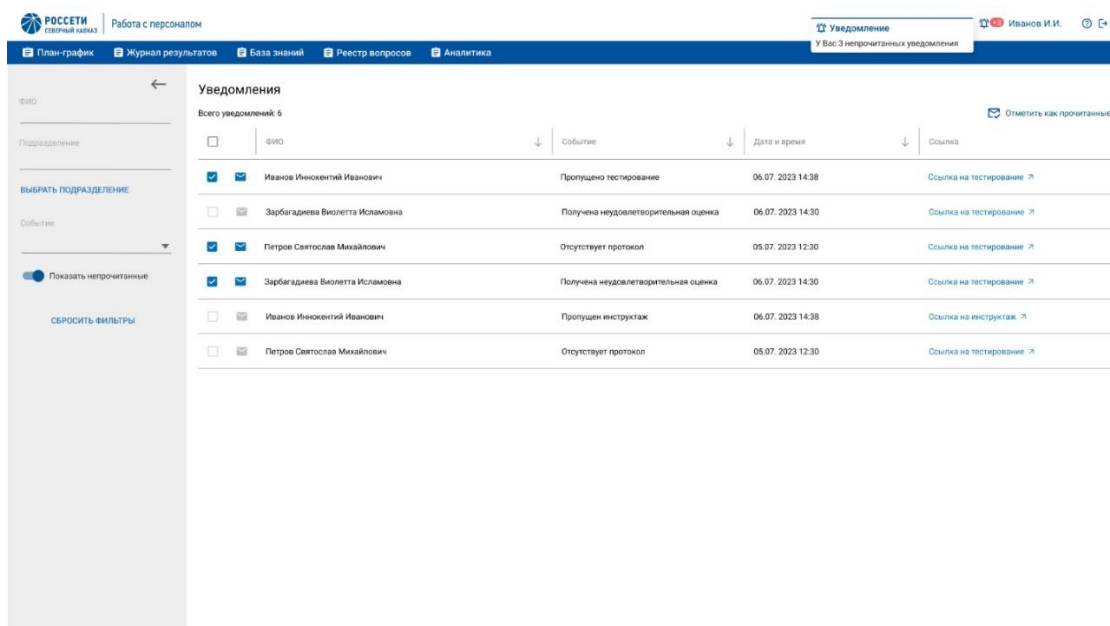 РОССЕТИ
СЕВЕРНЫЙ КАВКАЗ
Работа с персоналом
Уведомление
У Вас 3 непрочитанных уведомления
Иванов И.И.
План-график Журнал результатов База знаний Реестр вопросов Аналитика
ФИО
Подразделение
ВЫБРАТЬ ПОДРАЗДЕЛЕНИЕ
Событие
Показать непрочитанные
СБРОСИТЬ ФИЛЬТРЫ
Уведомления
Всего уведомлений: 6
Отметить как прочитанные
ФИО Событие Дата и время Ссылка
Иванов Иннокентий Иванович Пропущено тестирование 06.07. 2023 14:38 Ссылка на тестирование
Зарбагадиева Виолетта Исламовна Получена неудовлетворительная оценка 06.07. 2023 14:30 Ссылка на тестирование
Петров Святослав Михайлович Отсутствует протокол 05.07. 2023 12:30 Ссылка на тестирование
Зарбагадиева Виолетта Исламовна Получена неудовлетворительная оценка 06.07. 2023 14:30 Ссылка на тестирование
Иванов Иннокентий Иванович Пропущен инструктаж 06.07. 2023 14:38 Ссылка на инструктаж
Петров Святослав Михайлович Отсутствует протокол 05.07. 2023 12:30 Ссылка на тестирование